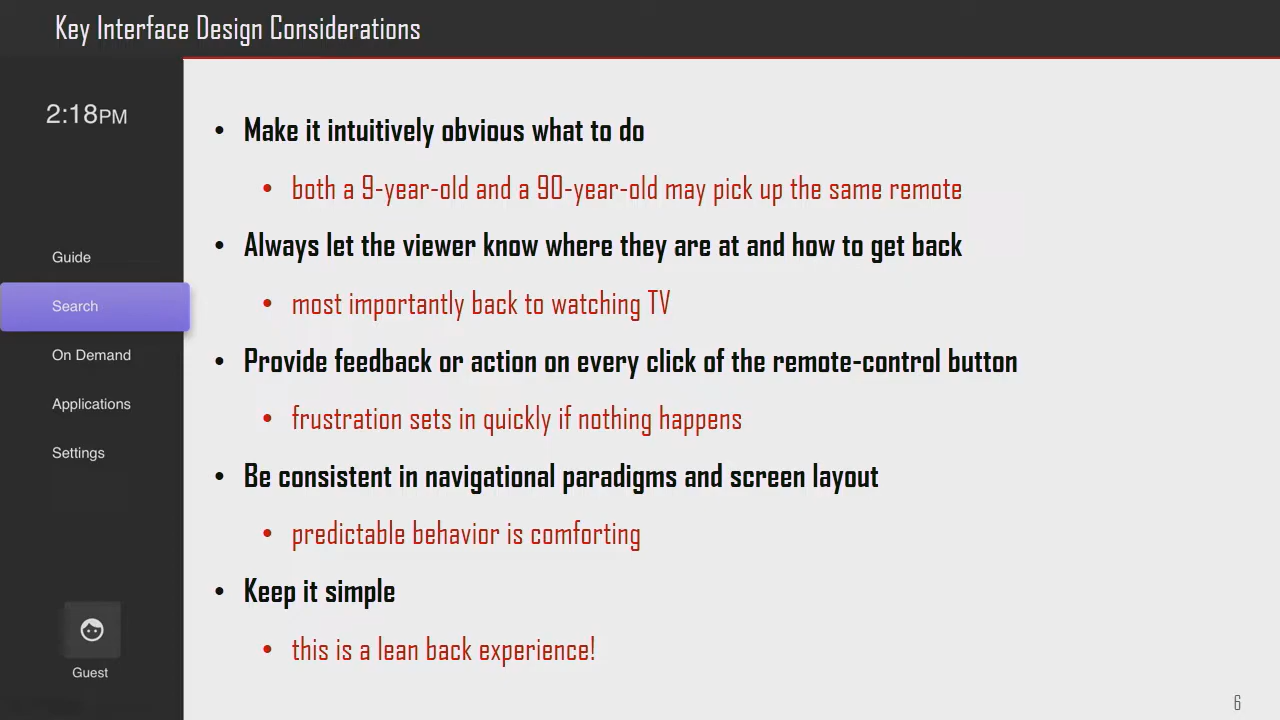 Key Interface Design Considerations
2:18PM
Guide
Search
On Demand
Applications
Settings
Guest
• Make it intuitively obvious what to do
• both a 9-year-old and a 90-year-old may pick up the same remote
• Always let the viewer know where they are at and how to get back
• most importantly back to watching TV
• Provide feedback or action on every click of the remote-control button
• frustration sets in quickly if nothing happens
• Be consistent in navigational paradigms and screen layout
• predictable behavior is comforting
• Keep it simple
• this is a lean back experience!
6